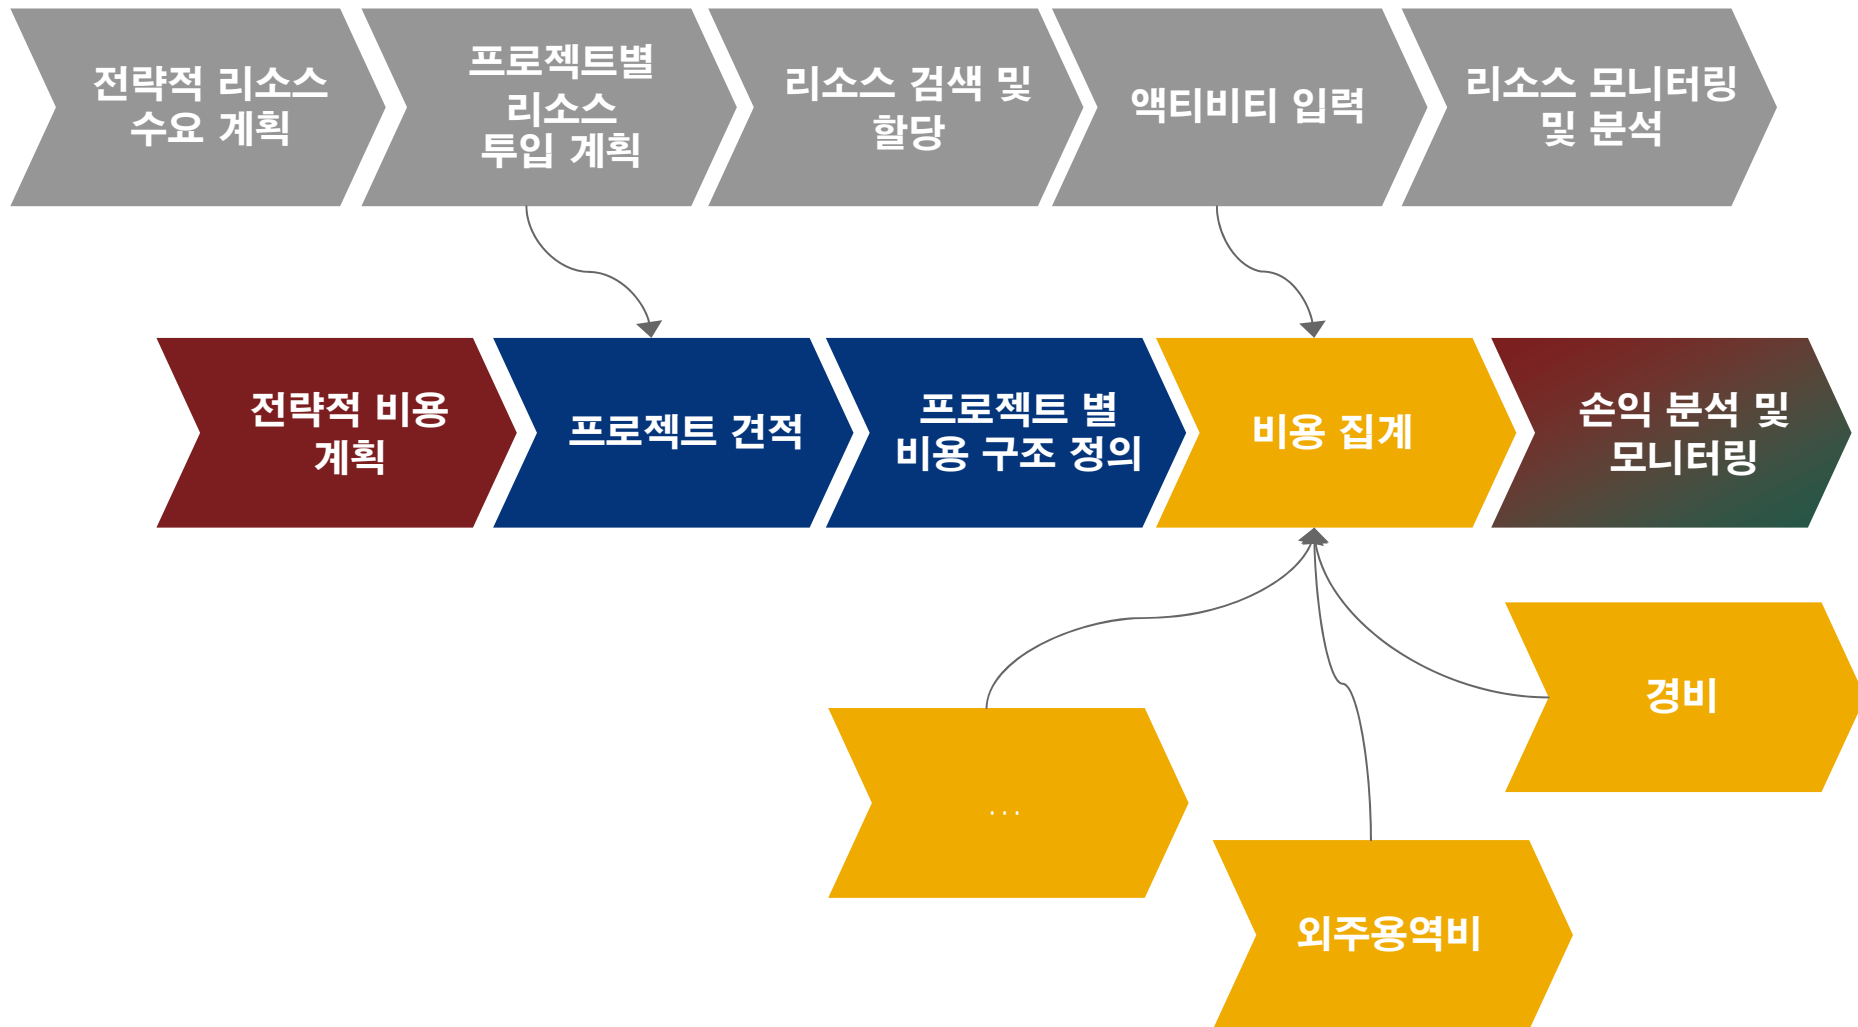 전략적 리소스
수요 계획
프로젝트별
리소스
투입 계획
리소스 검색 및
할당
액티비티 입력
리소스 모니터링
및 분석
전략적 비용
계획
프로젝트 견적
프로젝트 별
비용 구조 정의
비용 집계
손익 분석 및
모니터링
경비
...
외주용역비